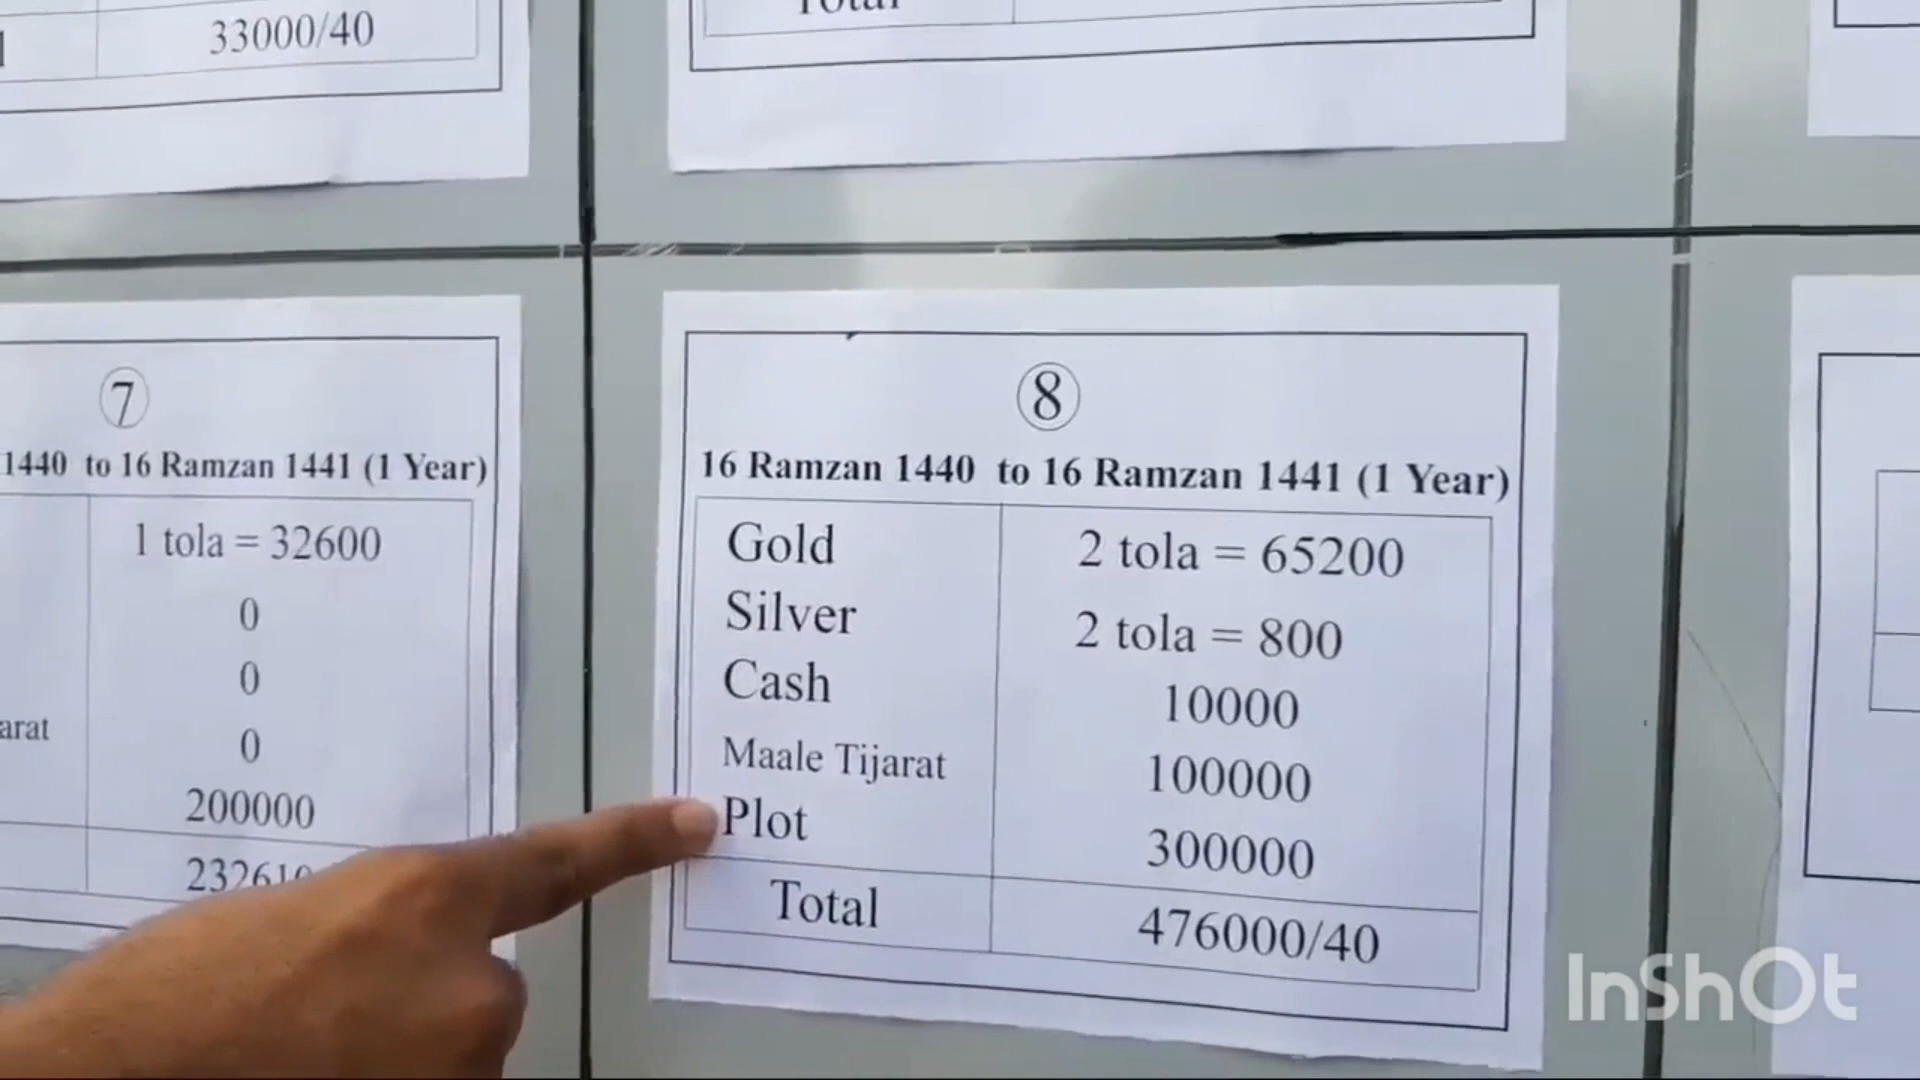 33000/40
Total
7
1440 to 16 Ramzan 1441 (1 Year)
1 tola = 32600
0
0
arat 0
200000
8
16 Ramzan 1440 to 16 Ramzan 1441 (1 Year)
Gold 2 tola = 65200
Silver 2 tola = 800
Cash 10000
Maale Tijarat 100000
Plot 300000
Total 476000/40
InShOt